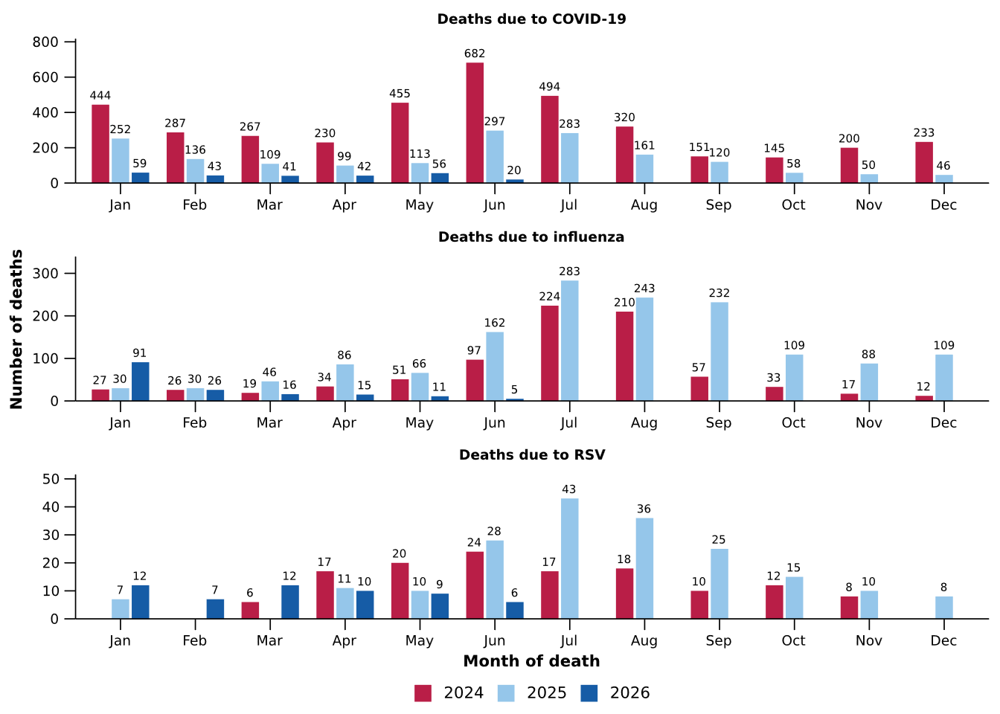 Deaths due to COVID-19
800
600
400
200
0
444 252 59
287 136 43
267 109 41
230 99 42
455 113 56
682 297 20
494 283
320 161
151 120
145 58
200 50
233 46
Jan Feb Mar Apr May Jun Jul Aug Sep Oct Nov Dec
Number of deaths
Deaths due to influenza
300
200
100
0
27 30 91
26 30 26
19 46 16
34 86 15
51 66 11
97 162 5
224 283
210 243
57 232
33 109
17 88
12 109
Jan Feb Mar Apr May Jun Jul Aug Sep Oct Nov Dec
Deaths due to RSV
50
40
30
20
10
0
7 12
7
6 12
17 11 10
20 10 9
24 28 6
17 43
18 36
10 25
12 15
8 10
8
Jan Feb Mar Apr May Jun Jul Aug Sep Oct Nov Dec
Month of death
2024 2025 2026